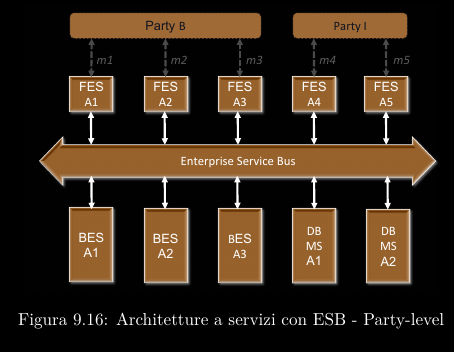 Party B
Party I
m1
m2
m3
m4
m5
FES
A1
FES
A2
FES
A3
FES
A4
FES
A5
Enterprise Service Bus
BES
A1
BES
A2
BES
A3
DB
MS
A1
DB
MS
A2
Figura 9.16: Architetture a servizi con ESB - Party-level